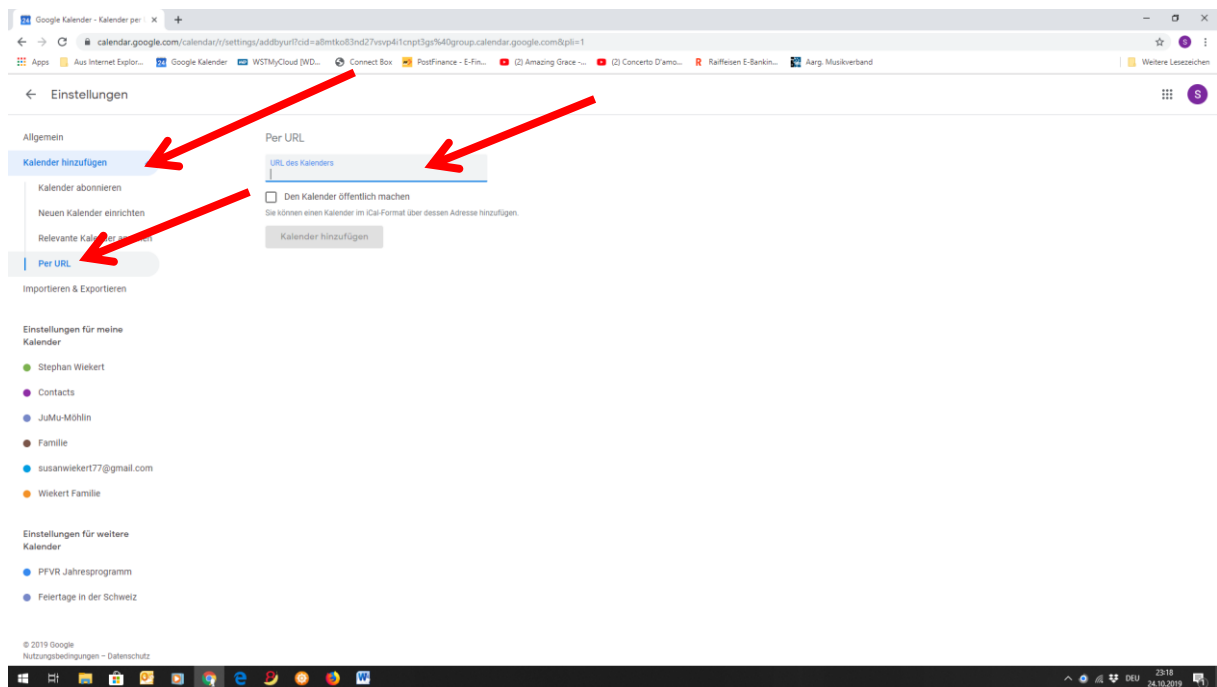 Google Kalender - Kalender per
calendar.google.com/calendar/r/settings/addbyurl?cid=a8mtko83nd27vsvp4i1cnpt3gs%40group.calendar.google.com&pli=1
Apps Aus Internet Explor... Google Kalender WSTMyCloud [WD... Connect Box PostFinance - E-Fin... (2) Amazing Grace -... (2) Concerto D'amo... Raiffeisen E-Bankin... Aarg. Musikverband Weitere Lesezeichen
Einstellungen
S
Allgemein
Kalender hinzufügen
Kalender abonnieren
Neuen Kalender einrichten
Relevante
Per URL
Importieren & Exportieren
Einstellungen für meine
Kalender
Stephan Wiekert
Contacts
JuMu-Möhlin
Familie
susanwiekert77@gmail.com
Wiekert Familie
Einstellungen für weitere
Kalender
PFVR Jahresprogramm
Feiertage in der Schweiz
© 2019 Google
Nutzungsbedingungen – Datenschutz
Per URL
URL des Kalenders
Den Kalender öffentlich machen
Sie können einen Kalender im iCal-Format über dessen Adresse hinzufügen.
Kalender hinzufügen
DEU
23:18
24.10.2019